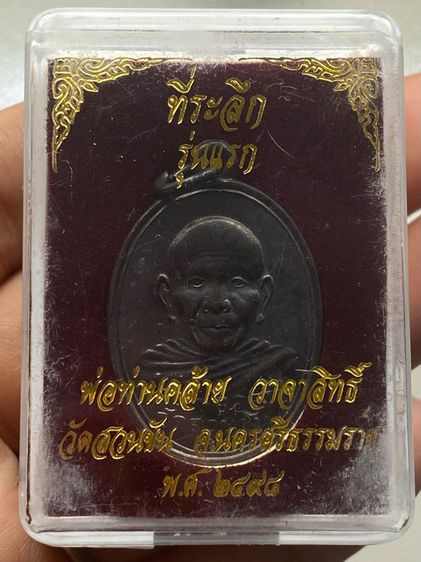 ที่ระลึก
รุ่นแรก
พ่อท่านคล้าย วาจาสิทธิ์
วัดสวนขัน จ.นครศรีธรรมราช
พ.ศ. ๒๔๙๘